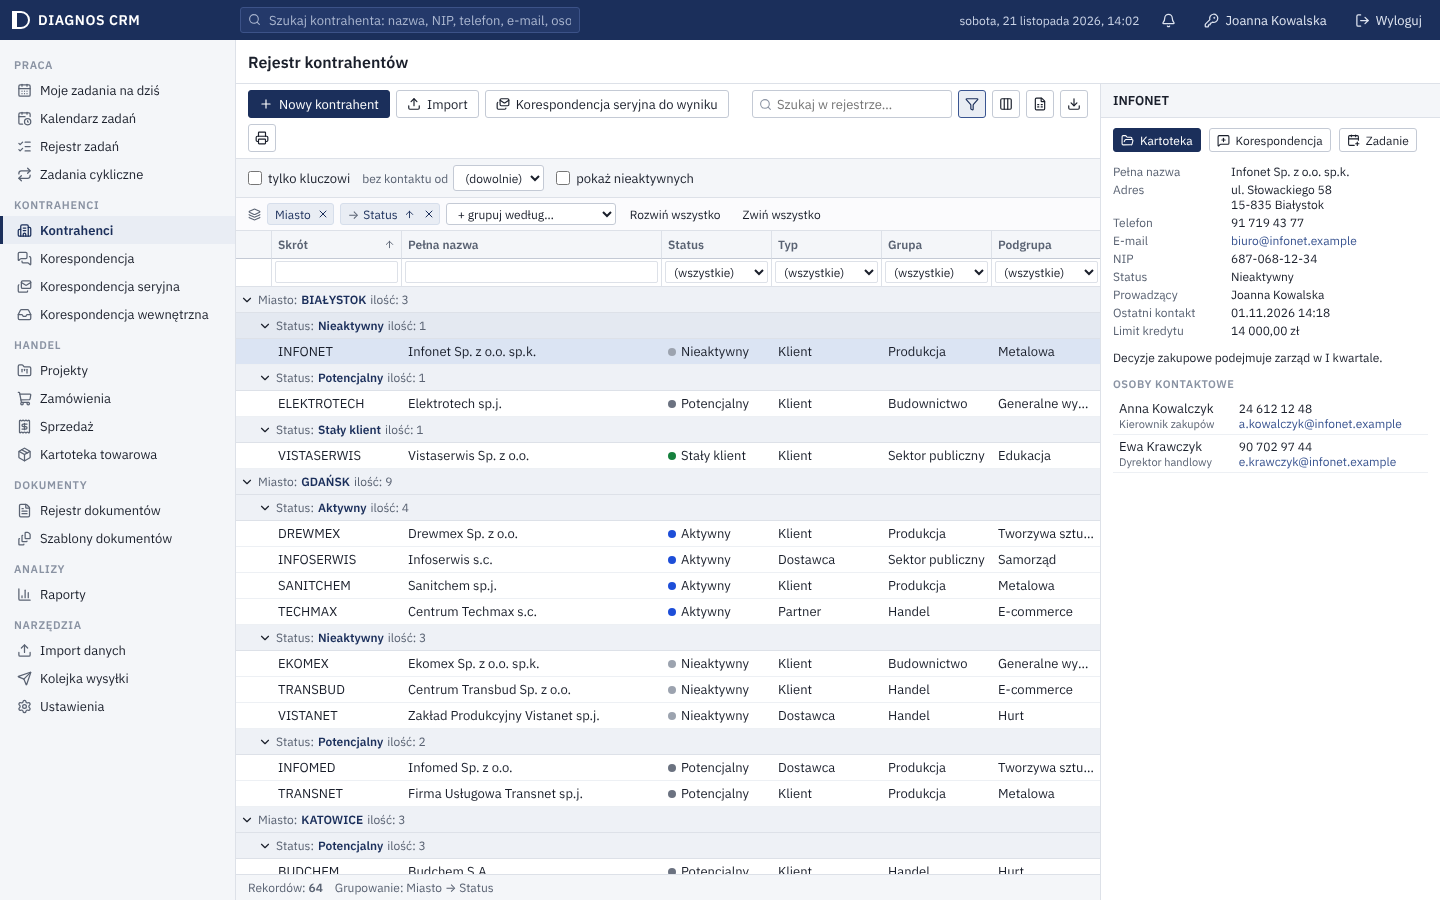 DIAGNOS CRM
Szukaj kontrahenta: nazwa, NIP, telefon, e-mail, oso
sobota, 21 listopada 2026, 14:02
Joanna Kowalska
Wyloguj
PRACA
Moje zadania na dziś
Kalendarz zadań
Rejestr zadań
Zadania cykliczne
KONTRAHENCI
Kontrahenci
Korespondencja
Korespondencja seryjna
Korespondencja wewnętrzna
HANDEL
Projekty
Zamówienia
Sprzedaż
Kartoteka towarowa
DOKUMENTY
Rejestr dokumentów
Szablony dokumentów
ANALIZY
Raporty
NARZĘDZIA
Import danych
Kolejka wysyłki
Ustawienia
Rejestr kontrahentów
Nowy kontrahent Import Korespondencja seryjna do wyniku Szukaj w rejestrze...
tylko kluczowi bez kontaktu od (dowolnie) pokaż nieaktywnych
Miasto × → Status ↑ × + grupuj według... Rozwiń wszystko Zwiń wszystko
Skrót ↑ Pełna nazwa Status Typ Grupa Podgrupa
(wszystkie) (wszystkie) (wszystkie) (wszystkie)
Miasto: BIAŁYSTOK ilość: 3
Status: Nieaktywny ilość: 1
INFONET Infonet Sp. z o.o. sp.k. Nieaktywny Klient Produkcja Metalowa
Status: Potencjalny ilość: 1
ELEKTROTECH Elektrotech sp.j. Potencjalny Klient Budownictwo Generalne wy...
Status: Stały klient ilość: 1
VISTASERWIS Vistaserwis Sp. z o.o. Stały klient Klient Sektor publiczny Edukacja
Miasto: GDAŃSK ilość: 9
Status: Aktywny ilość: 4
DREWMEX Drewmex Sp. z o.o. Aktywny Klient Produkcja Tworzywa sztu...
INFOSERWIS Infoserwis s.c. Aktywny Dostawca Sektor publiczny Samorząd
SANITCHEM Sanitchem sp.j. Aktywny Klient Produkcja Metalowa
TECHMAX Centrum Techmax s.c. Aktywny Partner Handel E-commerce
Status: Nieaktywny ilość: 3
EKOMEX Ekomex Sp. z o.o. sp.k. Nieaktywny Klient Budownictwo Generalne wy...
TRANSBUD Centrum Transbud Sp. z o.o. Nieaktywny Klient Handel E-commerce
VISTANET Zakład Produkcyjny Vistanet sp.j. Nieaktywny Dostawca Handel Hurt
Status: Potencjalny ilość: 2
INFOMED Infomed Sp. z o.o. Potencjalny Dostawca Produkcja Tworzywa sztu...
TRANSNET Firma Usługowa Transnet sp.j. Potencjalny Klient Produkcja Metalowa
Miasto: KATOWICE ilość: 3
Status: Potencjalny ilość: 3
BUDCHEM Budchem S.A. Potencjalny Klient Handel Hurt
Rekordów: 64 Grupowanie: Miasto → Status
INFONET
Kartoteka Korespondencja Zadanie
Pełna nazwa Infonet Sp. z o.o. sp.k.
Adres ul. Słowackiego 58
15-835 Białystok
Telefon 91 719 43 77
E-mail biuro@infonet.example
NIP 687-068-12-34
Status Nieaktywny
Prowadzący Joanna Kowalska
Ostatni kontakt 01.11.2026 14:18
Limit kredytu 14 000,00 zł
Decyzje zakupowe podejmuje zarząd w I kwartale.
OSOBY KONTAKTOWE
Anna Kowalczyk 24 612 12 48
Kierownik zakupów a.kowalczyk@infonet.example
Ewa Krawczyk 90 702 97 44
Dyrektor handlowy e.krawczyk@infonet.example